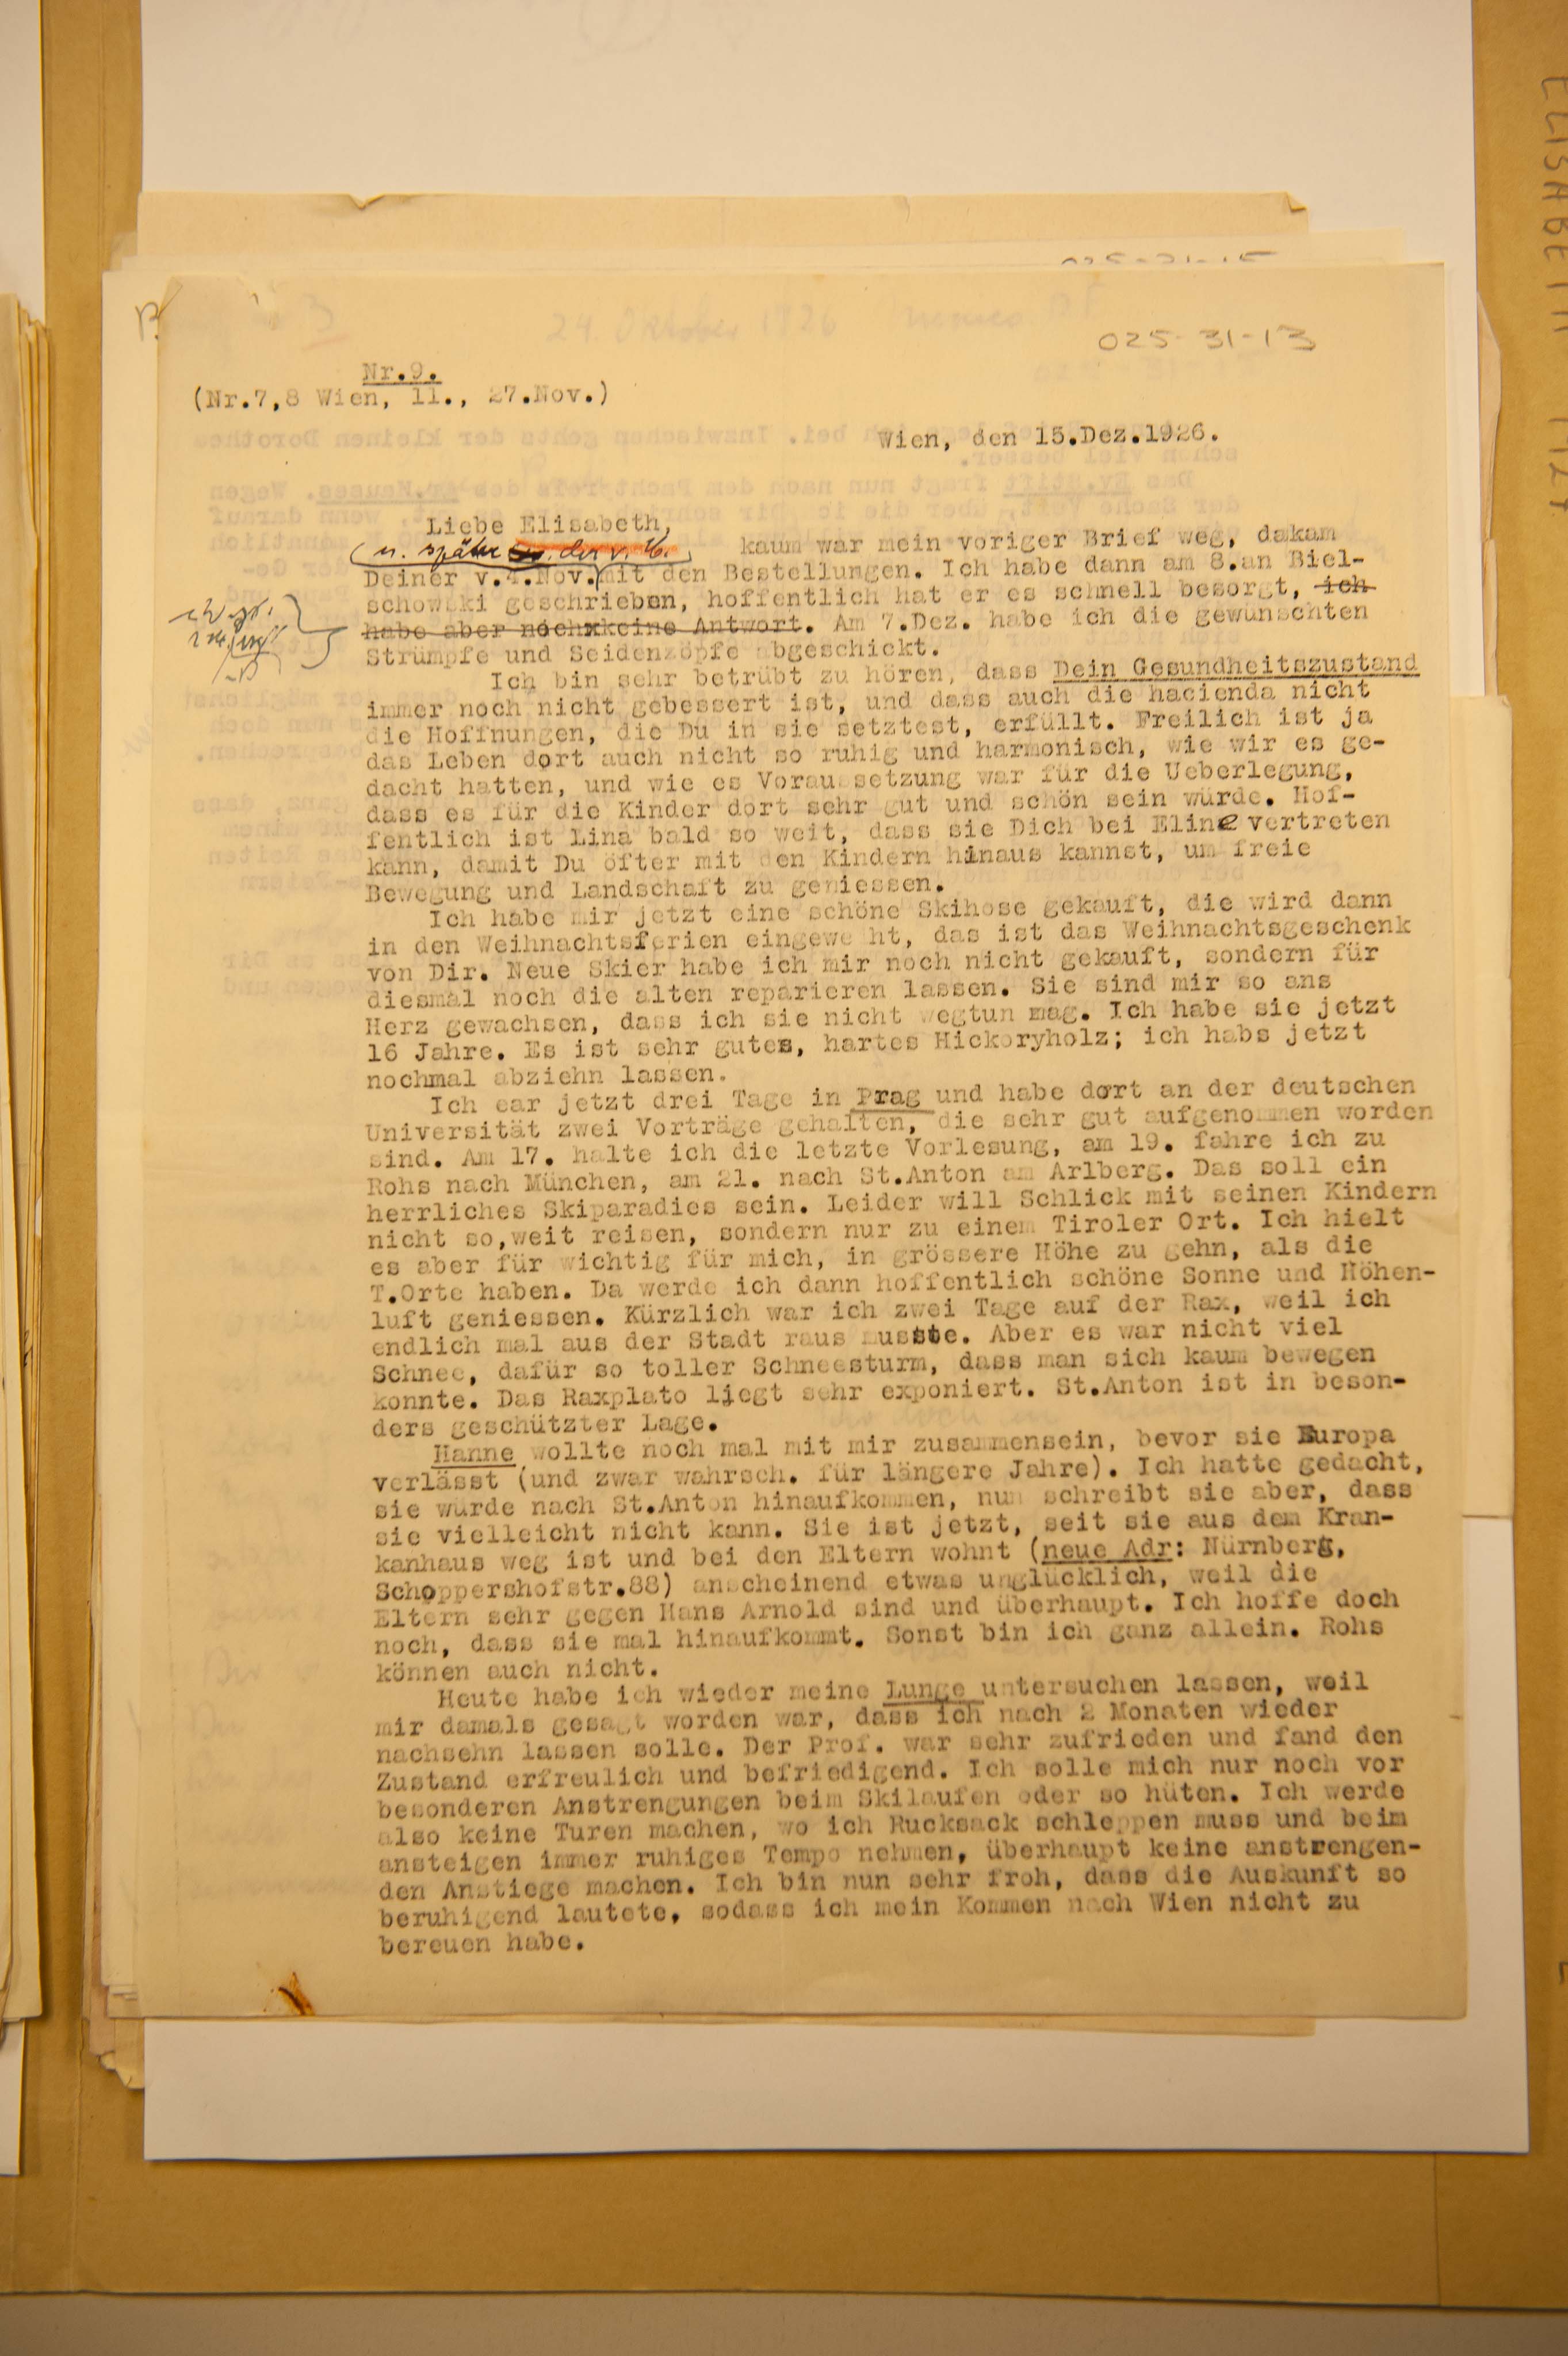 025-31-13
Nr.9.
(Nr.7,8 Wien, 11., 27.Nov.)
Wien, den 15.Dez.1926.
Liebe Elisabeth,
(u. später der v. 16.)
kaum war mein voriger Brief weg, dakam
Deiner v.4.Nov. mit den Bestellungen. Ich habe dann am 8.an Biel-
schowski geschrieben, hoffentlich hat er es schnell besorgt, ich
habe aber nochxkeine Antwort. Am 7.Dez. habe ich die gewünschten
Strümpfe und Seidenzöpfe abgeschickt.
Ich bin sehr betrübt zu hören, dass Dein Gesundheitszustand
immer noch nicht gebessert ist, und dass auch die hacienda nicht
die Hoffnungen, die Du in sie setztest, erfüllt. Freilich ist ja
das Leben dort auch nicht so ruhig und harmonisch, wie wir es ge-
dacht hatten, und wie es Voraussetzung war für die Ueberlegung,
dass es für die Kinder dort sehr gut und schön sein würde. Hof-
fentlich ist Lina bald so weit, dass sie Dich bei Eline vertreten
kann, damit Du öfter mit den Kindern hinaus kannst, um freie
Bewegung und Landschaft zu geniessen.
Ich habe mir jetzt eine schöne Skihose gekauft, die wird dann
in den Weihnachtsferien eingeweiht, das ist das Weihnachtsgeschenk
von Dir. Neue Skier habe ich mir noch nicht gekauft, sondern für
diesmal noch die alten reparieren lassen. Sie sind mir so ans
Herz gewachsen, dass ich sie nicht wegtun mag. Ich habe sie jetzt
16 Jahre. Es ist sehr gutes, hartes Hickoryholz; ich habs jetzt
nochmal abziehn lassen.
Ich ear jetzt drei Tage in Prag und habe dort an der deutschen
Universität zwei Vorträge gehalten, die sehr gut aufgenommen worden
sind. Am 17. halte ich die letzte Vorlesung, am 19. fahre ich zu
Rohs nach München, am 21. nach St.Anton am Arlberg. Das soll ein
herrliches Skiparadies sein. Leider will Schlick mit seinen Kindern
nicht so,weit reisen, sondern nur zu einem Tiroler Ort. Ich hielt
es aber für wichtig für mich, in grössere Höhe zu gehn, als die
T.Orte haben. Da werde ich dann hoffentlich schöne Sonne und Höhen-
luft geniessen. Kürzlich war ich zwei Tage auf der Rax, weil ich
endlich mal aus der Stadt raus musste. Aber es war nicht viel
Schnee, dafür so toller Schneesturm, dass man sich kaum bewegen
konnte. Das Raxplato liegt sehr exponiert. St.Anton ist in beson-
ders geschützter Lage.
Hanne wollte noch mal mit mir zusammensein, bevor sie Europa
verlässt (und zwar wahrsch. für längere Jahre). Ich hatte gedacht,
sie würde nach St.Anton hinaufkommen, nun schreibt sie aber, dass
sie vielleicht nicht kann. Sie ist jetzt, seit sie aus dem Kran-
kanhaus weg ist und bei den Eltern wohnt (neue Adr: Nürnberg,
Schoppershofstr.88) anscheinend etwas unglücklich, weil die
Eltern sehr gegen Hans Arnold sind und überhaupt. Ich hoffe doch
noch, dass sie mal hinaufkommt. Sonst bin ich ganz allein. Rohs
können auch nicht.
Heute habe ich wieder meine Lunge untersuchen lassen, weil
mir damals gesagt worden war, dass ich nach 2 Monaten wieder
nachsehn lassen solle. Der Prof. war sehr zufrieden und fand den
Zustand erfreulich und befriedigend. Ich solle mich nur noch vor
besonderen Anstrengungen beim Skilaufen oder so hüten. Ich werde
also keine Turen machen, wo ich Rucksack schleppen muss und beim
ansteigen immer ruhiges Tempo nehmen, überhaupt keine anstrengen-
den Anstiege machen. Ich bin nun sehr froh, dass die Auskunft so
beruhigend lautete, sodass ich mein Kommen nach Wien nicht zu
bereuen habe.